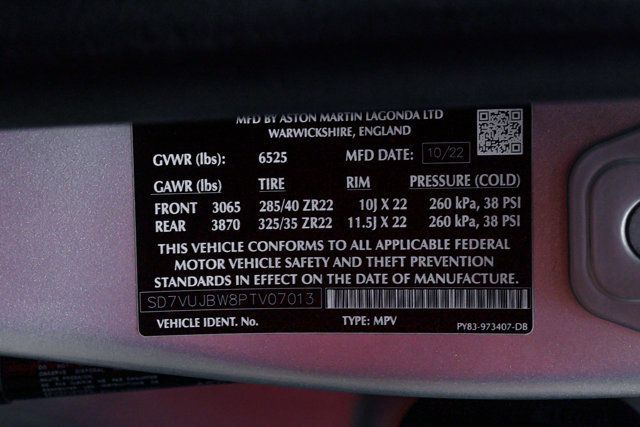 MFD BY ASTON MARTIN LAGONDA LTD
WARWICKSHIRE, ENGLAND
GVWR (lbs): 6525 MFD DATE: 10/22
GAWR (lbs) TIRE RIM PRESSURE (COLD)
FRONT 3065 285/40 ZR22 10J X 22 260 kPa, 38 PSI
REAR 3870 325/35 ZR22 11.5J X 22 260 kPa, 38 PSI
THIS VEHICLE CONFORMS TO ALL APPLICABLE FEDERAL
MOTOR VEHICLE SAFETY AND THEFT PREVENTION
STANDARDS IN EFFECT ON THE DATE OF MANUFACTURE.
SD7VUJBW8PTV07013
VEHICLE IDENT. No. TYPE: MPV PY83-973407-DB